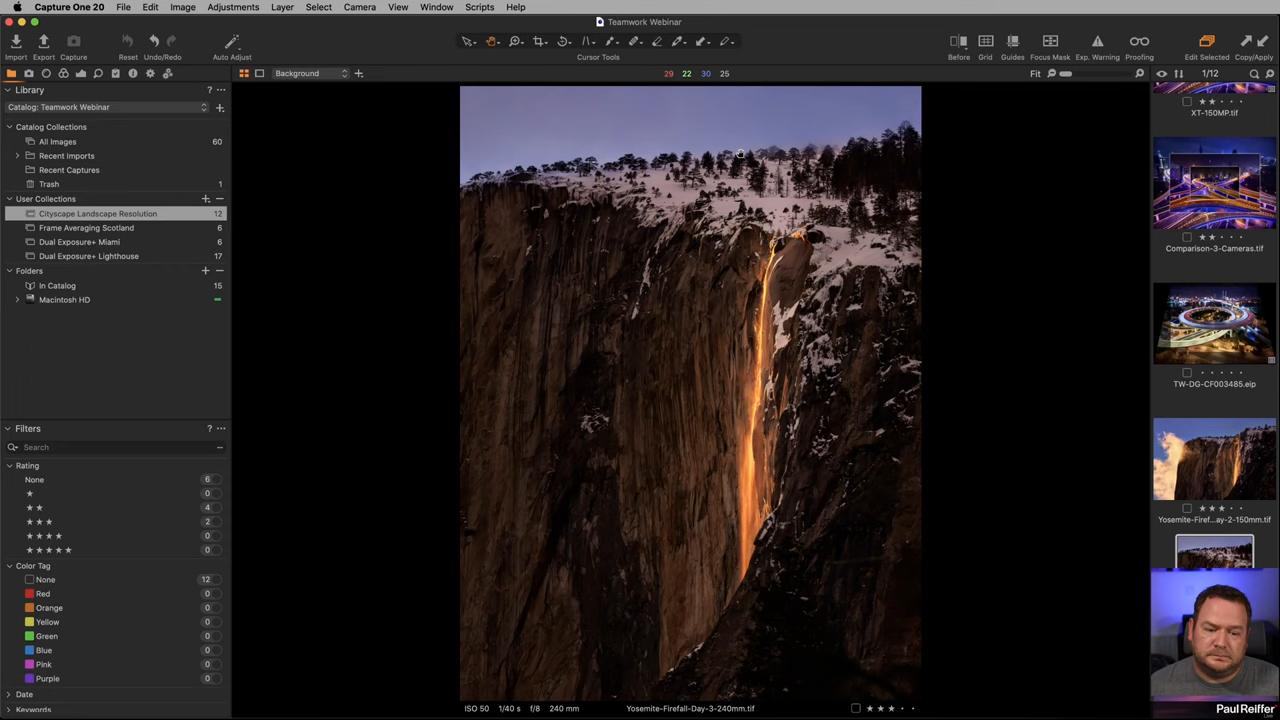 Capture One 20 File Edit Image Adjustments Layer Select Camera View Window Scripts Help
Teamwork Webinar
Import Export Capture Reset Undo/Redo Auto Adjust Cursor Tools Before Grid Guides Focus Mask Exp. Warning Proofing Edit Selected Copy/Apply
Background 29 22 30 25 Fit 1/12
Library ? ...
Catalog: Teamwork Webinar
Catalog Collections
All Images 60
Recent Imports
Recent Captures
Trash 1
User Collections
Cityscape Landscape Resolution 12
Frame Averaging Scotland 6
Dual Exposure+ Miami 6
Dual Exposure+ Lighthouse 17
Folders
In Catalog 15
Macintosh HD
Filters ? ...
Search
Rating
None 6
★ 0
★ ★ 4
★ ★ ★ 2
★ ★ ★ ★ 0
★ ★ ★ ★ ★ 0
Color Tag
None 12
Red 0
Orange 0
Yellow 0
Green 0
Blue 0
Pink 0
Purple 0
Date
Keywords
ISO 50 1/40 s f/8 240 mm Yosemite-Firefall-Day-3-240mm.tif
XT-150MP.tif
Comparison-3-Cameras.tif
TW-DG-CF003485.eip
Yosemite-Firef...ay-2-150mm.tif
Paul Reiffer Live